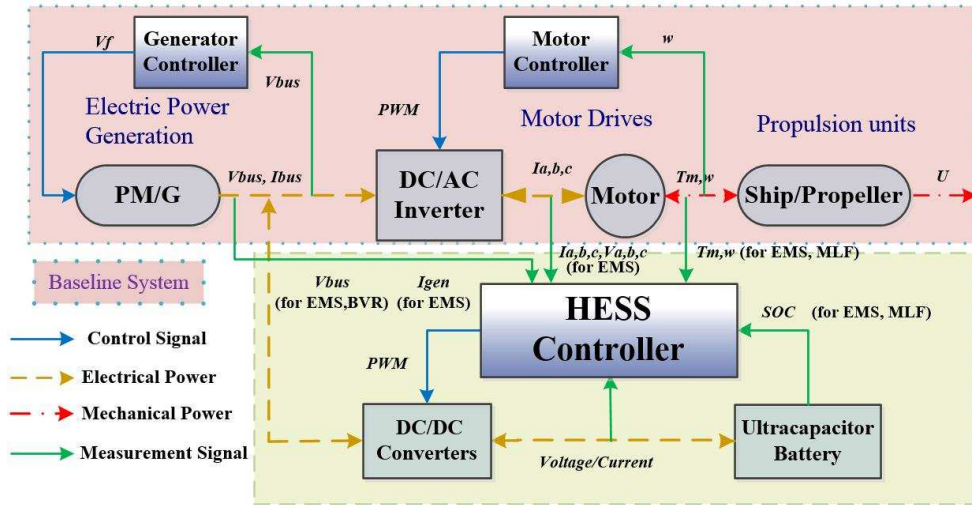 Vf
Generator
Controller
Vbus
Motor
Controller
w
Electric Power
Generation
PWM
Motor Drives
Propulsion units
PM/G
Vbus, Ibus
DC/AC
Inverter
Ia,b,c
Motor
Tm,w
Ship/Propeller
U
Baseline System
Ia,b,c,Va,b,c
(for EMS)
Tm,w (for EMS, MLF)
Vbus
(for EMS,BVR)
Igen
(for EMS)
HESS
Controller
SOC (for EMS, MLF)
Control Signal
Electrical Power
Mechanical Power
Measurement Signal
PWM
DC/DC
Converters
Voltage/Current
Ultracapacitor
Battery